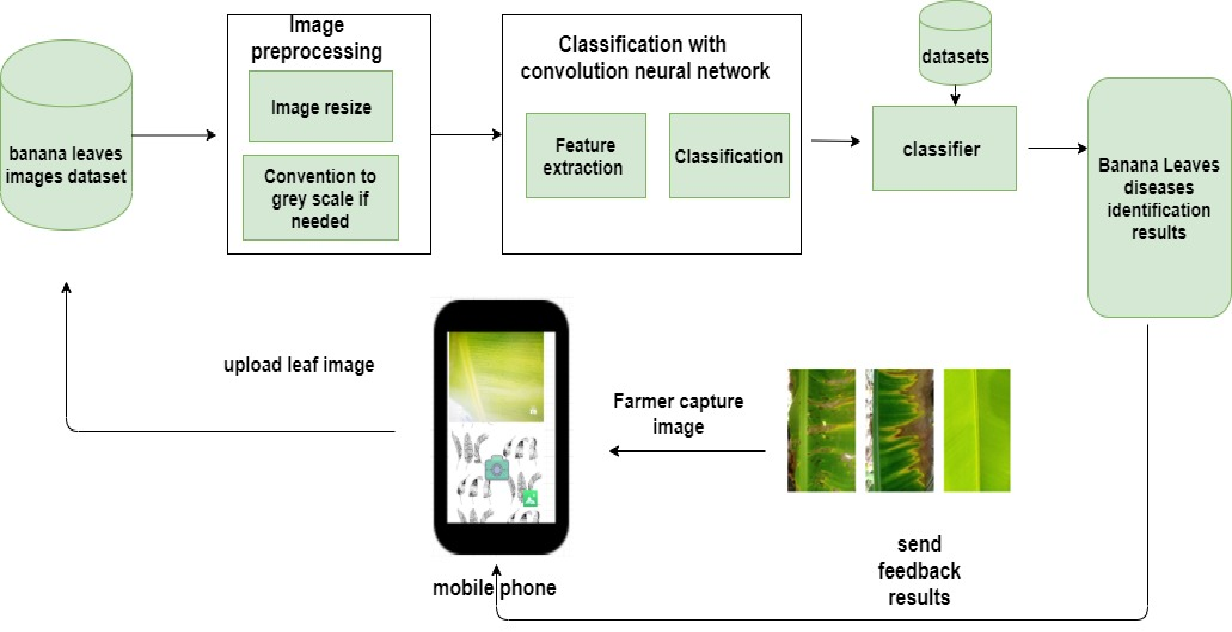 banana leaves
images dataset
Image
preprocessing
Image resize
Convention to
grey scale if
needed
Classification with
convolution neural network
Feature
extraction
Classification
datasets
classifier
Banana Leaves
diseases
identification
results
upload leaf image
Farmer capture
image
mobile phone
send
feedback
results